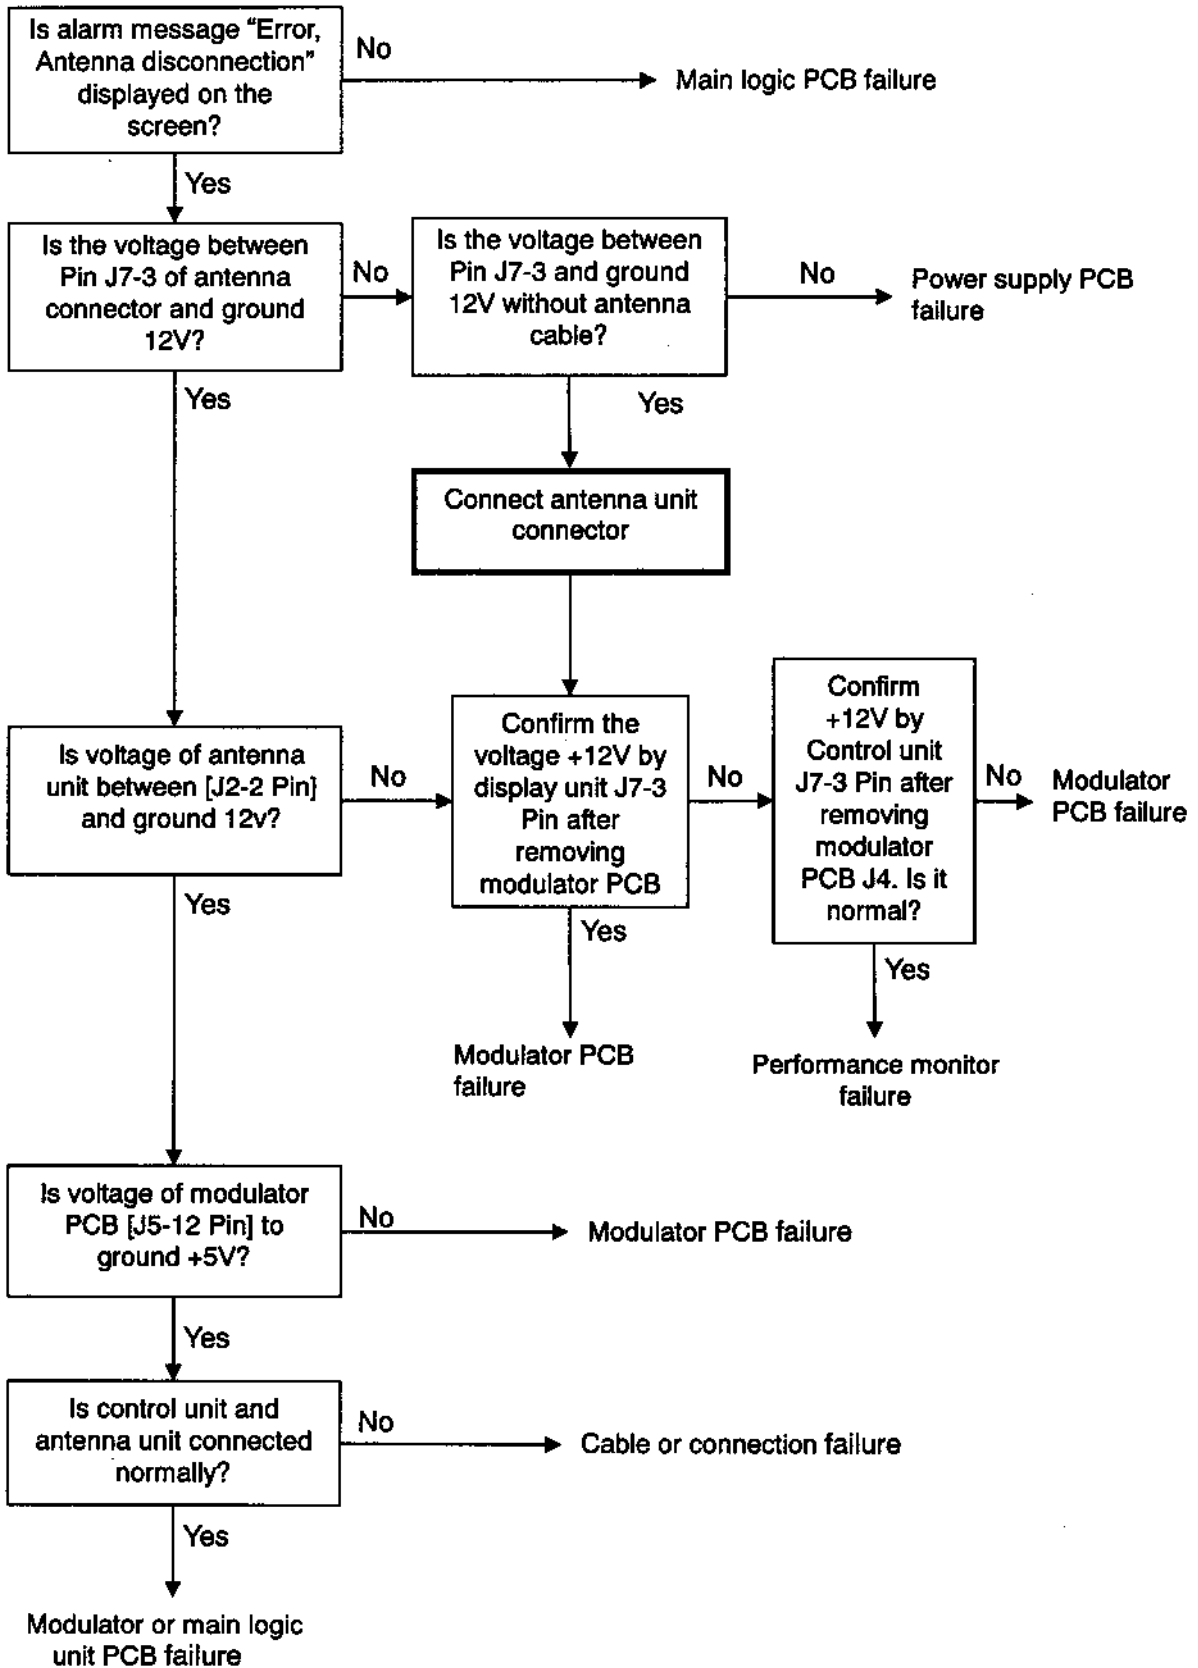 Is alarm message “Error,
Antenna disconnection”
displayed on the
screen?
No
Main logic PCB failure
Yes
Is the voltage between
Pin J7-3 of antenna
connector and ground
12V?
No
Is the voltage between
Pin J7-3 and ground
12V without antenna
cable?
No
Power supply PCB
failure
Yes
Yes
Connect antenna unit
connector
Is voltage of antenna
unit between [J2-2 Pin]
and ground 12v?
No
Confirm the
voltage +12V by
display unit J7-3
Pin after
removing
modulator PCB
No
Confirm
+12V by
Control unit
J7-3 Pin after
removing
modulator
PCB J4. Is it
normal?
No
Modulator
PCB failure
Yes
Yes
Yes
Modulator PCB
failure
Performance monitor
failure
Is voltage of modulator
PCB [J5-12 Pin] to
ground +5V?
No
Modulator PCB failure
Yes
Is control unit and
antenna unit connected
normally?
No
Cable or connection failure
Yes
Modulator or main logic
unit PCB failure